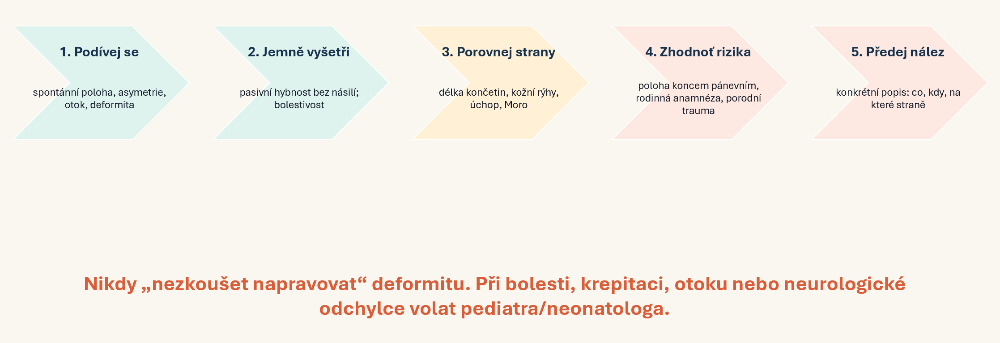 1. Podívej se
spontánní poloha, asymetrie,
otok, deformita
2. Jemně vyšetři
pasivní hybnost bez násilí;
bolestivost
3. Porovnej strany
délka končetin, kožní rýhy,
úchop, Moro
4. Zhodnoť rizika
poloha koncem pánevním,
rodinná anamnéza, porodní
trauma
5. Předej nález
konkrétní popis: co, kdy, na
které straně
Nikdy „nezkoušet napravovat“ deformitu. Při bolesti, krepitaci, otoku nebo neurologické
odchylce volat pediatra/neonatologa.